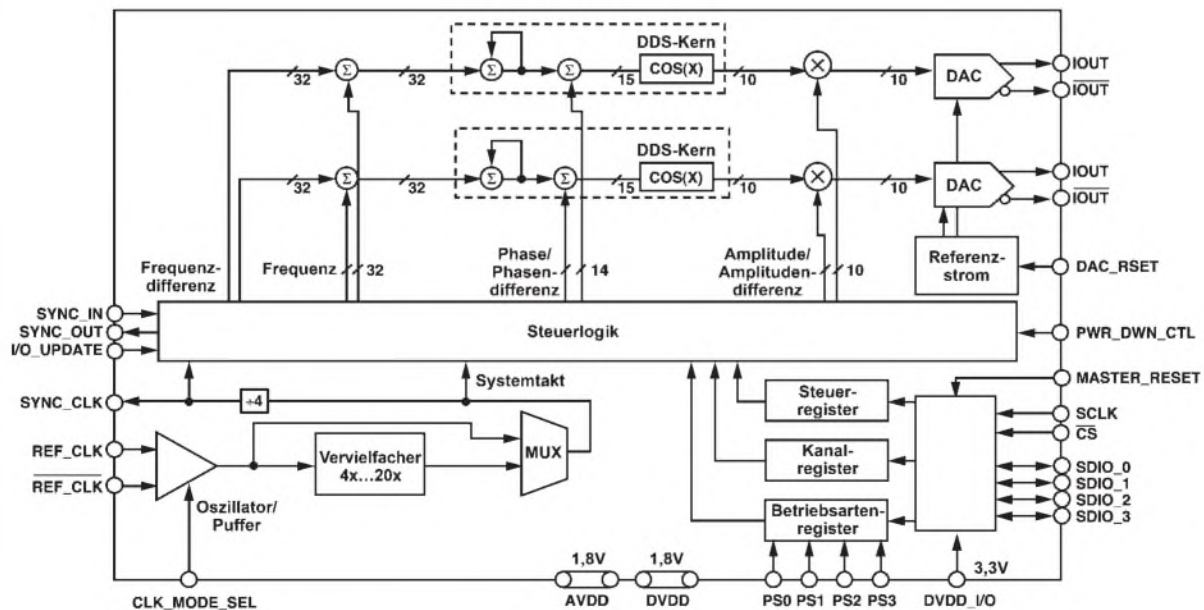 DDS-Kern
32
Σ
32
Σ
Σ
15
COS(X)
10
×
10
DAC
IOUT
IOUT
DDS-Kern
32
Σ
32
Σ
Σ
15
COS(X)
10
×
10
DAC
IOUT
IOUT
Frequenz-
differenz
Frequenz
32
Phase/
Phasen-
differenz
14
Amplitude/
Amplituden-
differenz
10
Referenz-
strom
DAC_RSET
SYNC_IN
SYNC_OUT
I/O_UPDATE
Steuerlogik
PWR_DWN_CTL
Systemtakt
MASTER_RESET
SYNC_CLK
÷4
Steuer-
register
SCLK
CS
REF_CLK
REF_CLK
Vervielfacher
4x...20x
MUX
Kanal-
register
SDIO_0
SDIO_1
SDIO_2
SDIO_3
Oszillator/
Puffer
Betriebsarten-
register
1,8V
1,8V
3,3V
CLK_MODE_SEL
AVDD
DVDD
PS0
PS1
PS2
PS3
DVDD_I/O